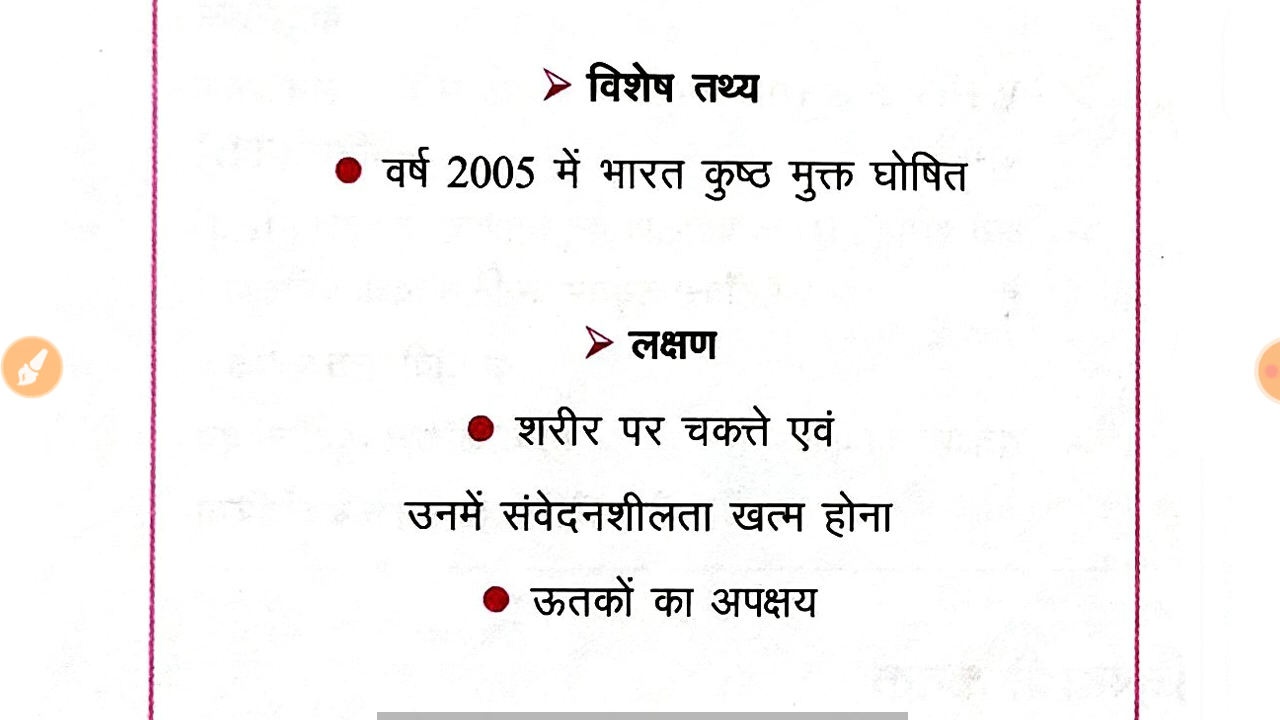 विशेष तथ्य
वर्ष 2005 में भारत कुष्ठ मुक्त घोषित
लक्षण
शरीर पर चकत्ते एवं
उनमें संवेदनशीलता खत्म होना
ऊतकों का अपक्षय